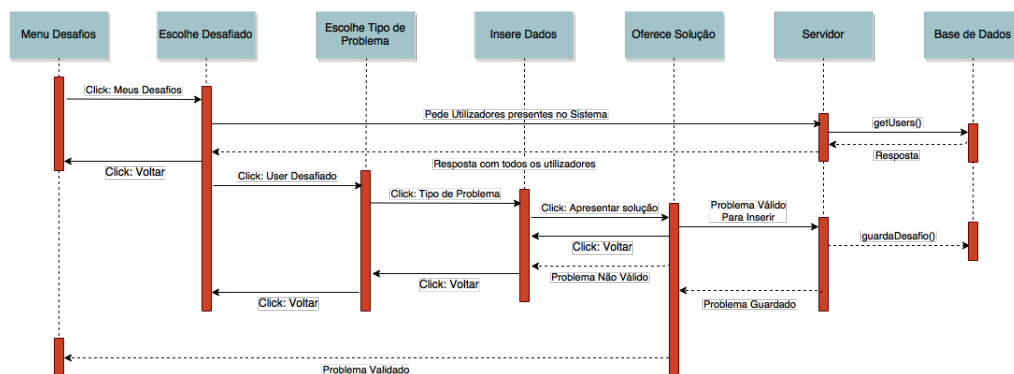 Menu Desafios
Escolhe Desafiado
Escolhe Tipo de
Problema
Insere Dados
Oferece Solução
Servidor
Base de Dados
Click: Meus Desafios
Pede Utilizadores presentes no Sistema
getUsers()
Resposta
Resposta com todos os utilizadores
Click: Voltar
Click: User Desafiado
Click: Tipo de Problema
Click: Apresentar solução
Problema Válido
Para Inserir
guardaDesafio()
Click: Voltar
Problema Não Válido
Click: Voltar
Click: Voltar
Problema Guardado
Problema Validado